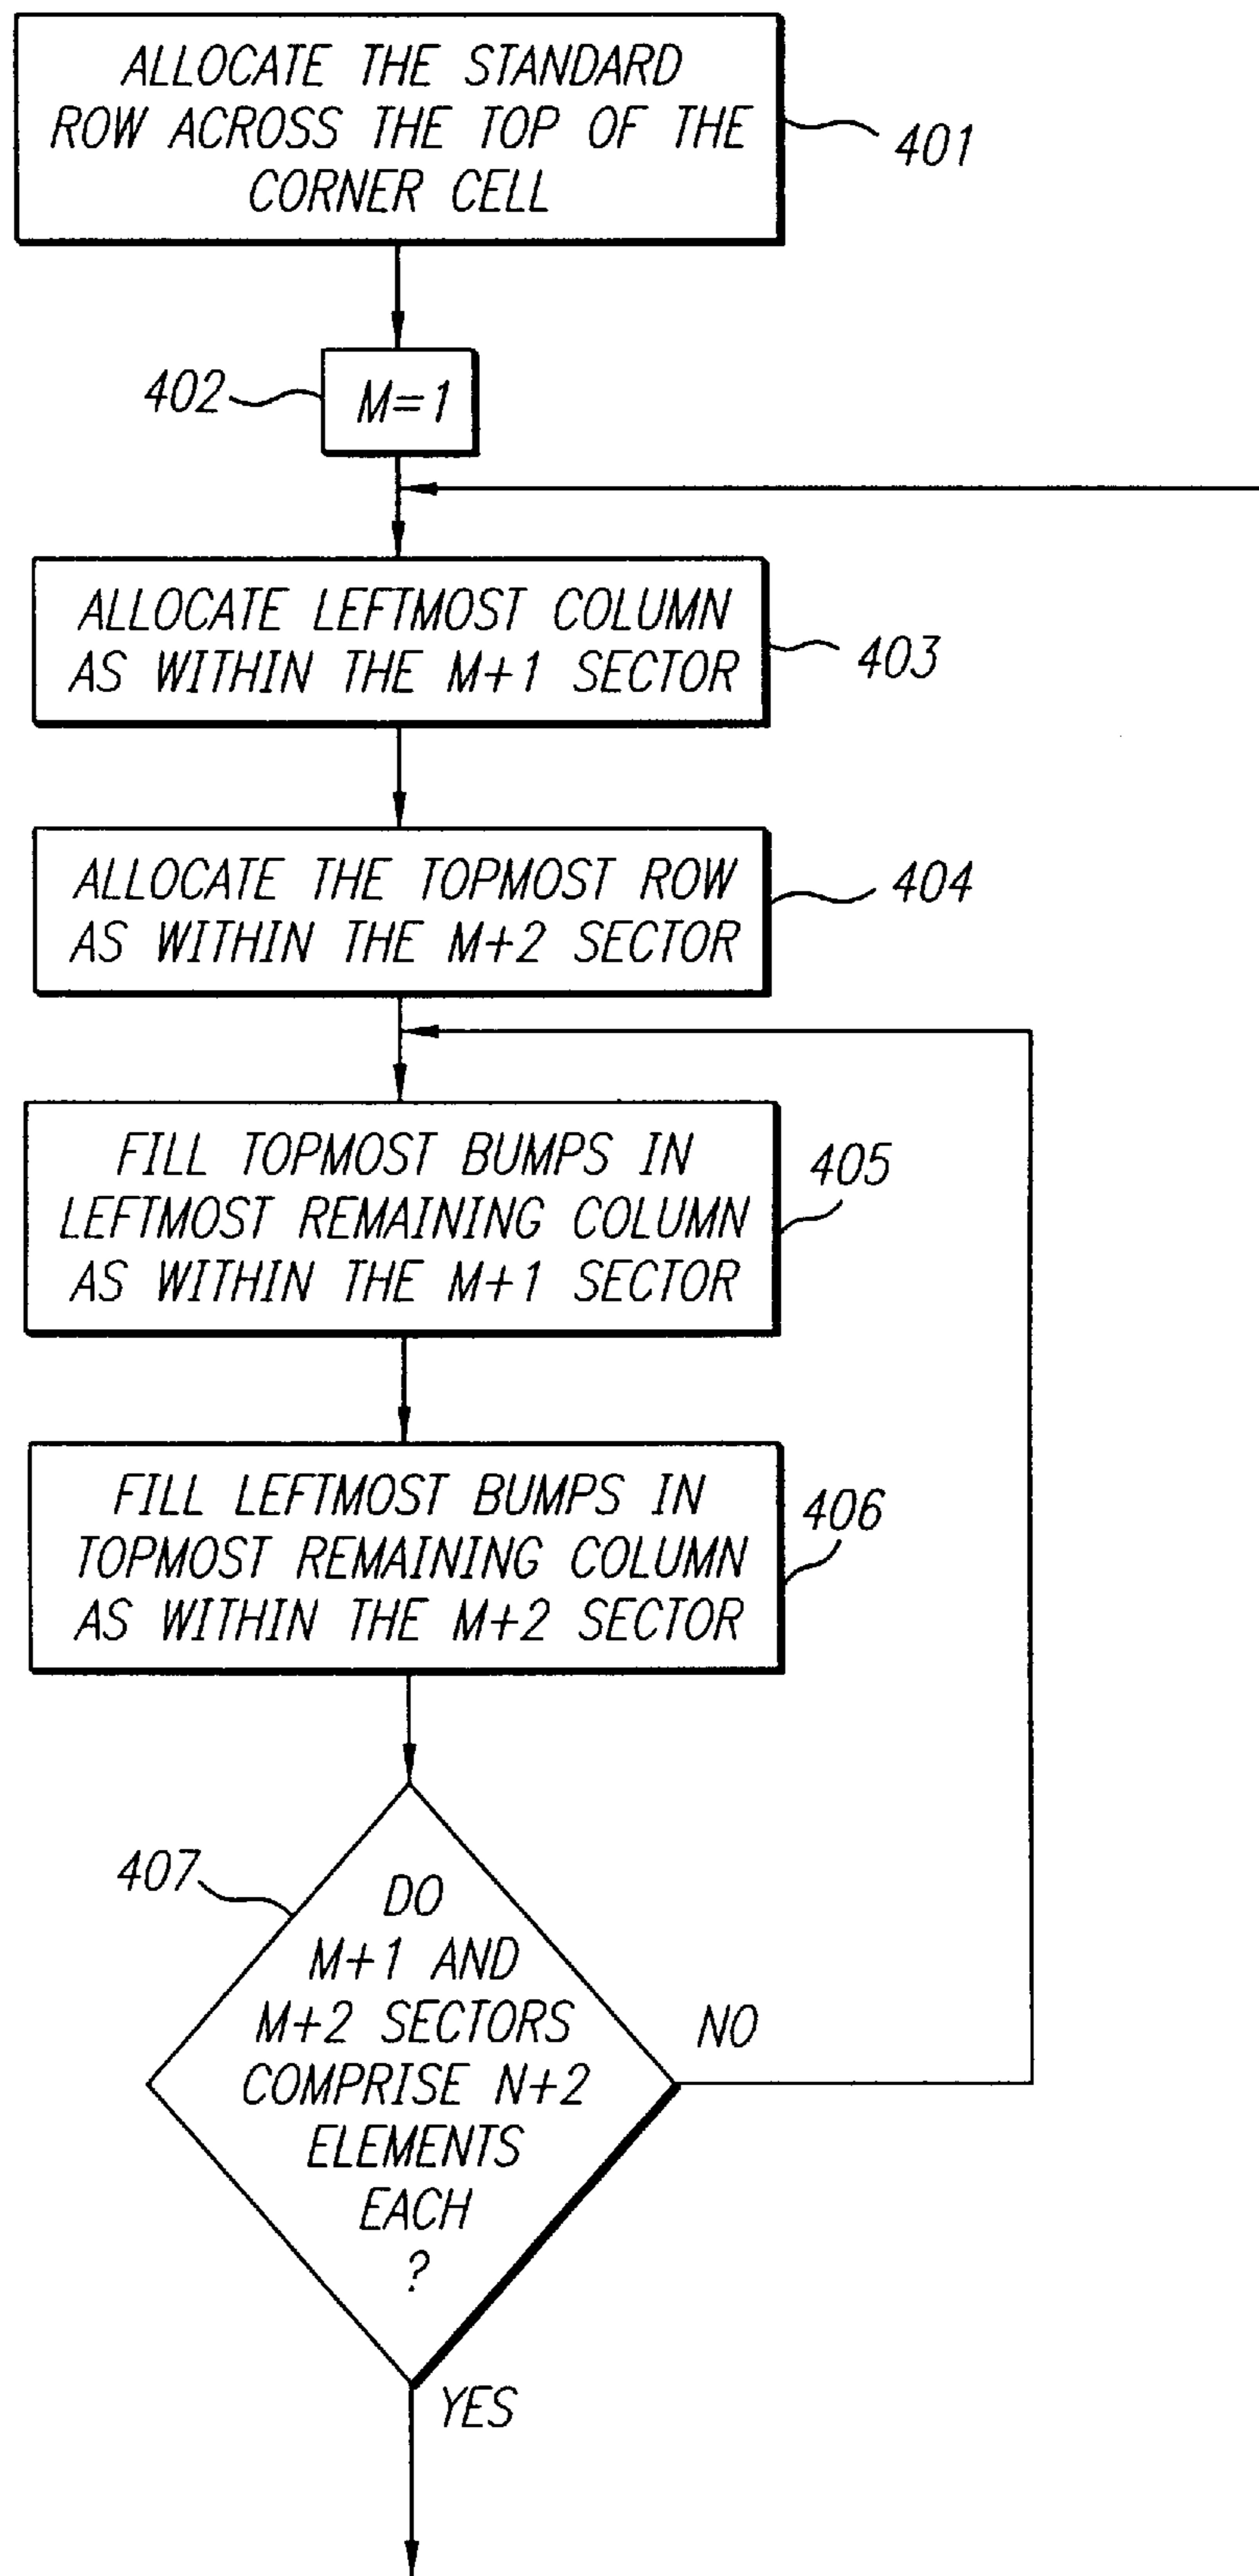 ALLOCATE THE STANDARD
ROW ACROSS THE TOP OF THE
CORNER CELL
401
402
M=1
ALLOCATE LEFTMOST COLUMN
AS WITHIN THE M+1 SECTOR
403
ALLOCATE THE TOPMOST ROW
AS WITHIN THE M+2 SECTOR
404
FILL TOPMOST BUMPS IN
LEFTMOST REMAINING COLUMN
AS WITHIN THE M+1 SECTOR
405
FILL LEFTMOST BUMPS IN
TOPMOST REMAINING COLUMN
AS WITHIN THE M+2 SECTOR
406
407
DO
M+1 AND
M+2 SECTORS
COMPRISE N+2
ELEMENTS
EACH
?
NO
YES